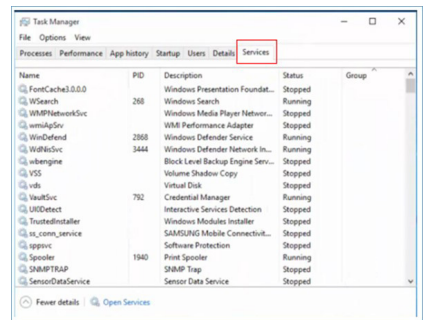 Task Manager
File Options View
Processes Performance App history Startup Users Details Services
Name PID Description Status Group
FontCache3.0.0.0 Windows Presentation Foundat... Stopped
WSearch 268 Windows Search Running
WMPNetworkSvc Windows Media Player Networ... Stopped
wmiApSrv WMI Performance Adapter Stopped
WinDefend 2868 Windows Defender Service Running
WdNisSvc 3444 Windows Defender Network In... Running
wbengine Block Level Backup Engine Serv... Stopped
VSS Volume Shadow Copy Stopped
vds Virtual Disk Stopped
VaultSvc 792 Credential Manager Running
UI0Detect Interactive Services Detection Stopped
TrustedInstaller Windows Modules Installer Stopped
ss_conn_service SAMSUNG Mobile Connectivit... Stopped
sppsvc Software Protection Stopped
Spooler 1940 Print Spooler Running
SNMPTRAP SNMP Trap Stopped
SensorDataService Sensor Data Service Stopped
Fewer details Open Services